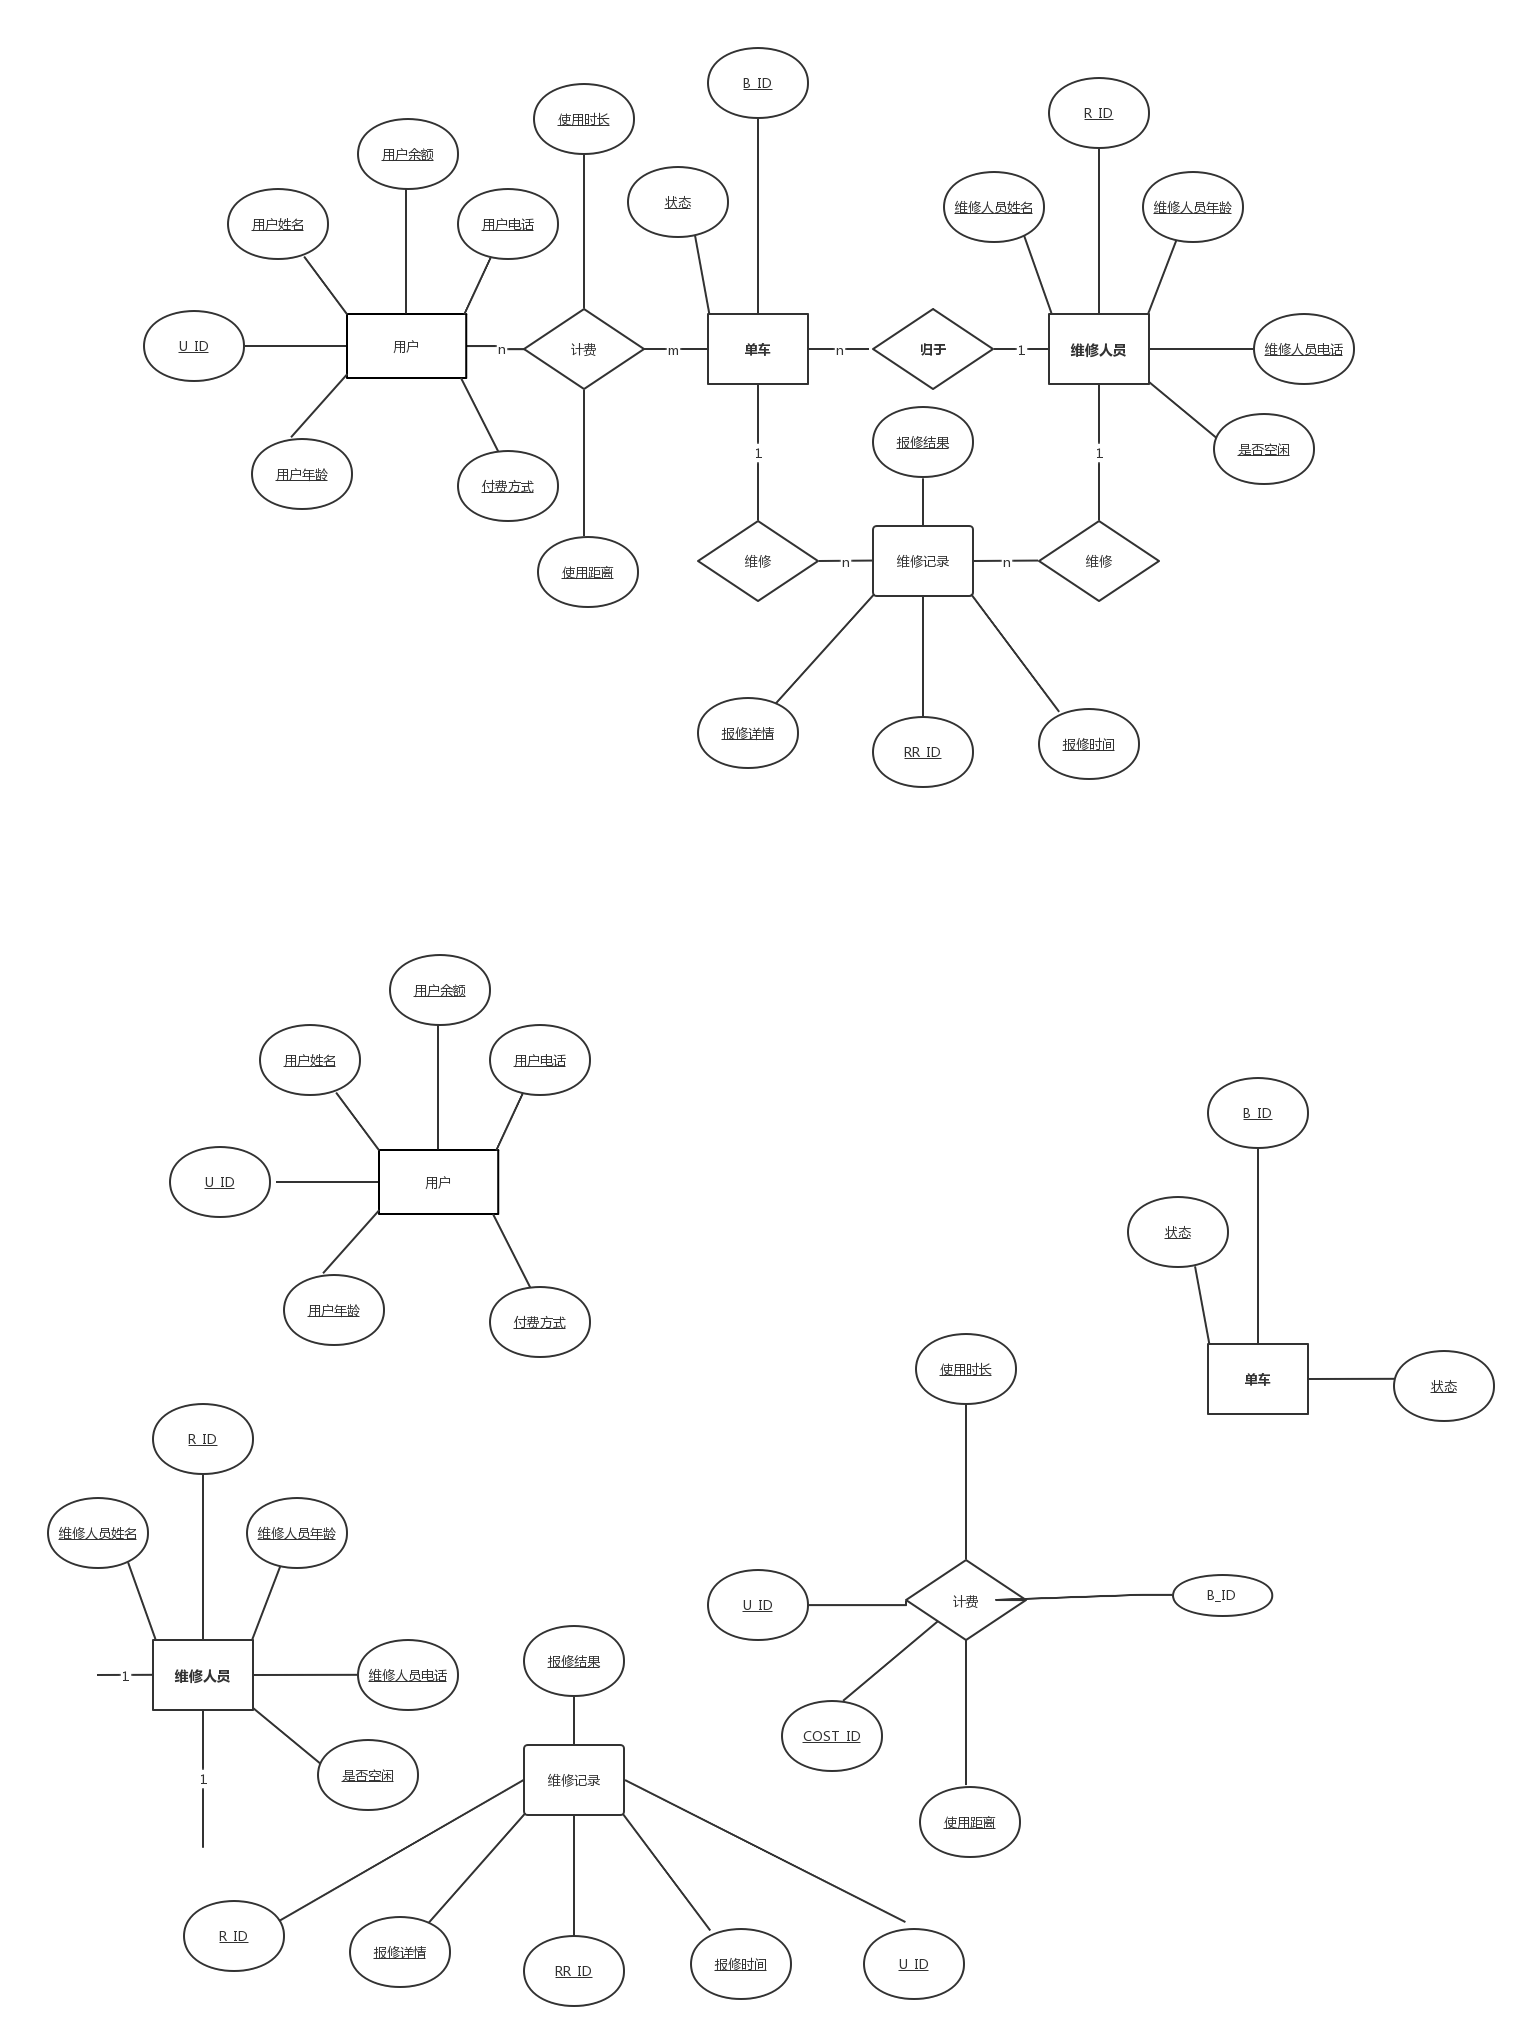 B_ID
R_ID
使用时长
用户余额
状态
维修人员姓名
维修人员年龄
用户姓名
用户电话
U_ID
用户
n
计费
m
单车
n
归于
1
维修人员
维修人员电话
报修结果
是否空闲
1
1
用户年龄
付费方式
使用距离
维修
n
维修记录
n
维修
报修详情
RR_ID
报修时间
用户余额
用户姓名
用户电话
B_ID
U_ID
用户
状态
用户年龄
付费方式
使用时长
单车
状态
R_ID
维修人员姓名
维修人员年龄
U_ID
计费
B_ID
1
维修人员
维修人员电话
报修结果
COST_ID
1
是否空闲
维修记录
使用距离
R_ID
报修详情
RR_ID
报修时间
U_ID